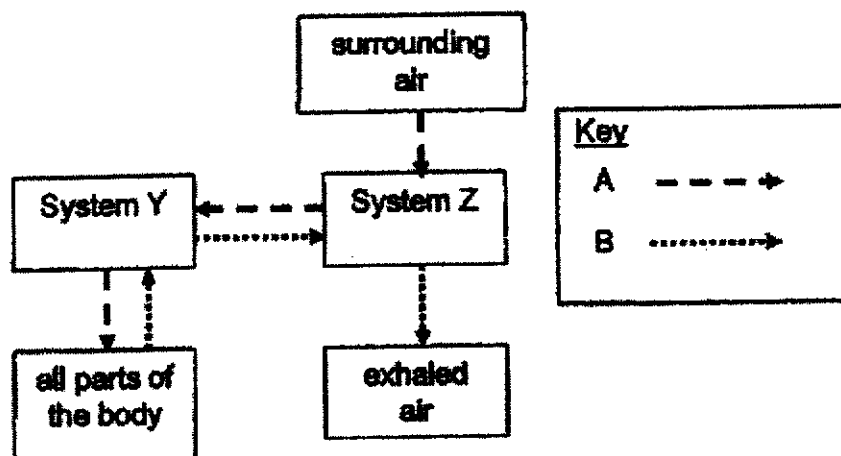 surrounding
air
Key
A
B
System Y
System Z
all parts of
the body
exhaled
air